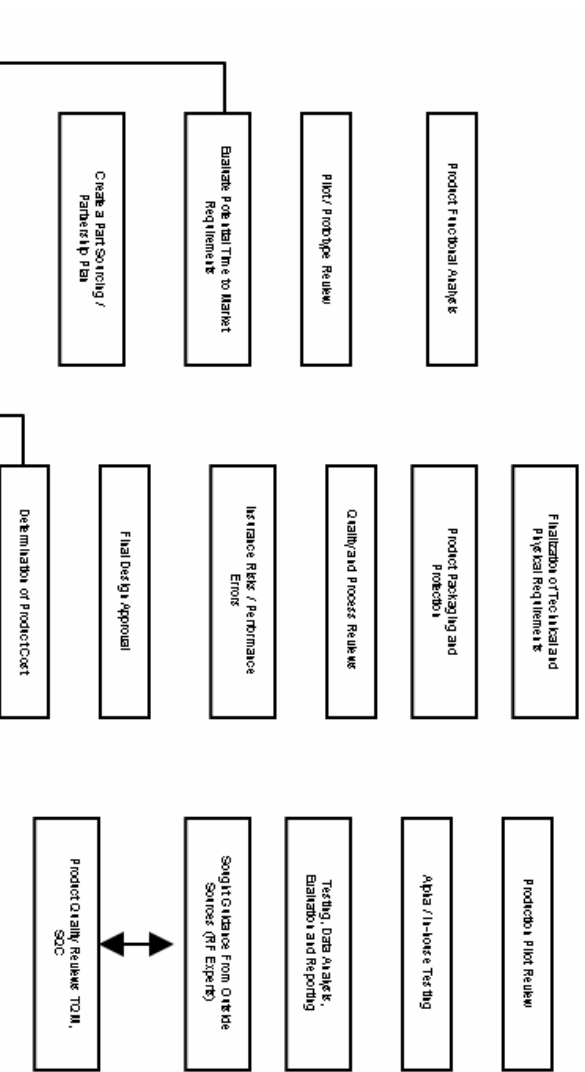 Product Functional Analysis
Pilot / Prototype Review
Evaluate Potential Time to Market
Requirements
Create a Part Sourcing /
Partnership Plan
Finalization of Technical and
Physical Requirements
Product Packaging and
Protection
Quality and Process Reviews
Insurance Risks / Performance
Errors
Final Design Approval
Determination of Product Cost
Production Pilot Review
Alpha / In-house Testing
Testing, Data Analysis,
Evaluation and Reporting
Sought Guidance From Outside
Sources (RF Experts)
Product Quality Reviews TQM,
SQC